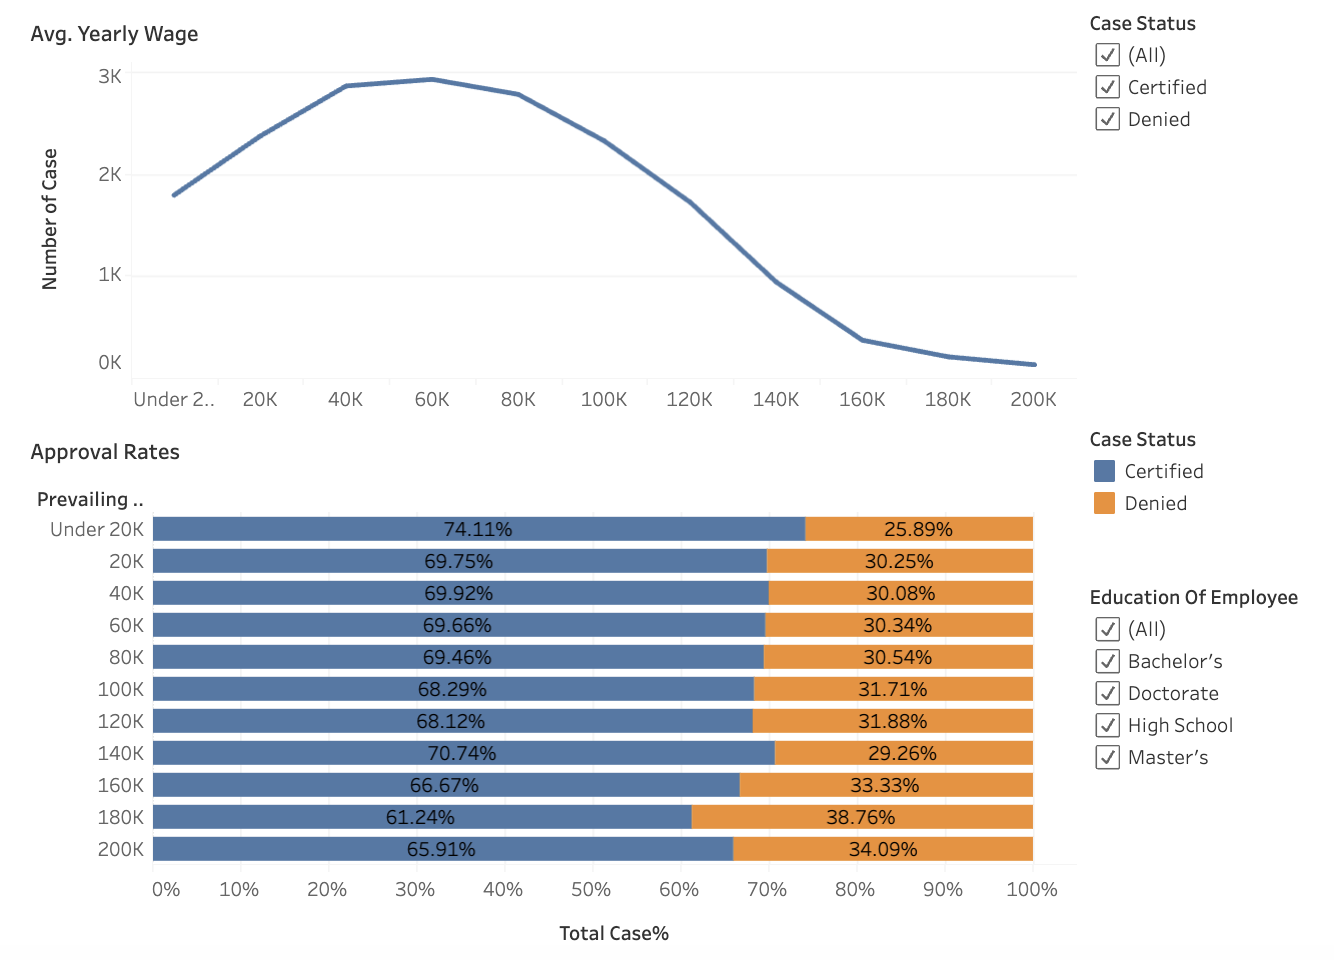 Avg. Yearly Wage
Number of Case
3K
2K
1K
0K
Under 2.. 20K 40K 60K 80K 100K 120K 140K 160K 180K 200K
Case Status
(All)
Certified
Denied
Approval Rates
Prevailing ..
Under 20K 74.11% 25.89%
20K 69.75% 30.25%
40K 69.92% 30.08%
60K 69.66% 30.34%
80K 69.46% 30.54%
100K 68.29% 31.71%
120K 68.12% 31.88%
140K 70.74% 29.26%
160K 66.67% 33.33%
180K 61.24% 38.76%
200K 65.91% 34.09%
0% 10% 20% 30% 40% 50% 60% 70% 80% 90% 100%
Total Case%
Case Status
Certified
Denied
Education Of Employee
(All)
Bachelor's
Doctorate
High School
Master's